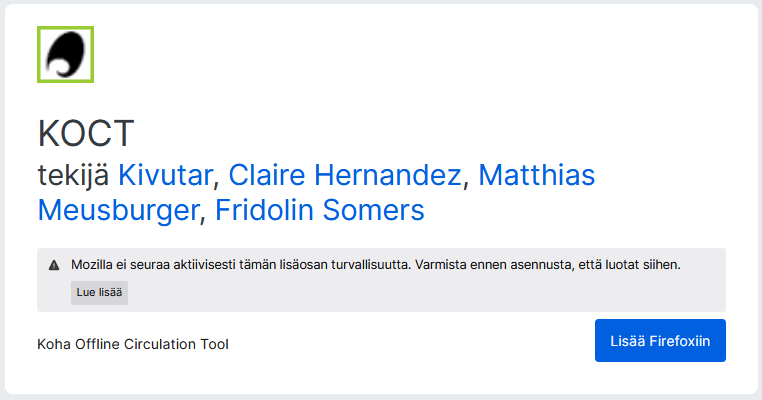 KOCT
tekijä Kivutar, Claire Hernandez, Matthias
Meusburger, Fridolin Somers
Mozilla ei seuraa aktiivisesti tämän lisäosan turvallisuutta. Varmista ennen asennusta, että luotat siihen.
Lue lisää
Koha Offline Circulation Tool
Lisää Firefoxiin